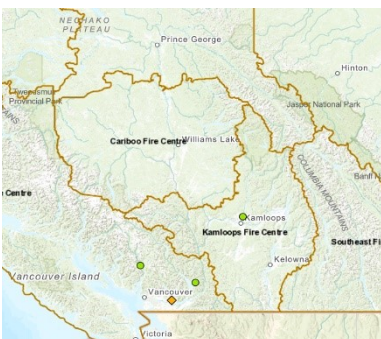 NECHAKO
PLATEAU
Prince George
Hinton
Tweedsmuir
Provincial Park
Jasper National Park
Cariboo Fire Centre
Williams Lake
COLUMBIA MOUNTAINS
Banff
e Centre
Kamloops
Kamloops Fire Centre
Southeast Fi
Kelowna
Vancouver Island
Vancouver
Victoria